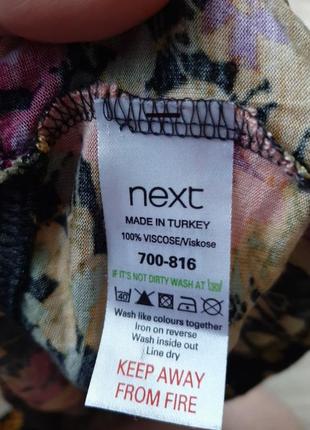 next
MADE IN TURKEY
100% VISCOSE/Viskose
700-816
IF IT'S NOT DIRTY WASH AT 30
40
Wash like colours together
Iron on reverse
Wash inside out
Line dry
KEEP AWAY
FROM FIRE